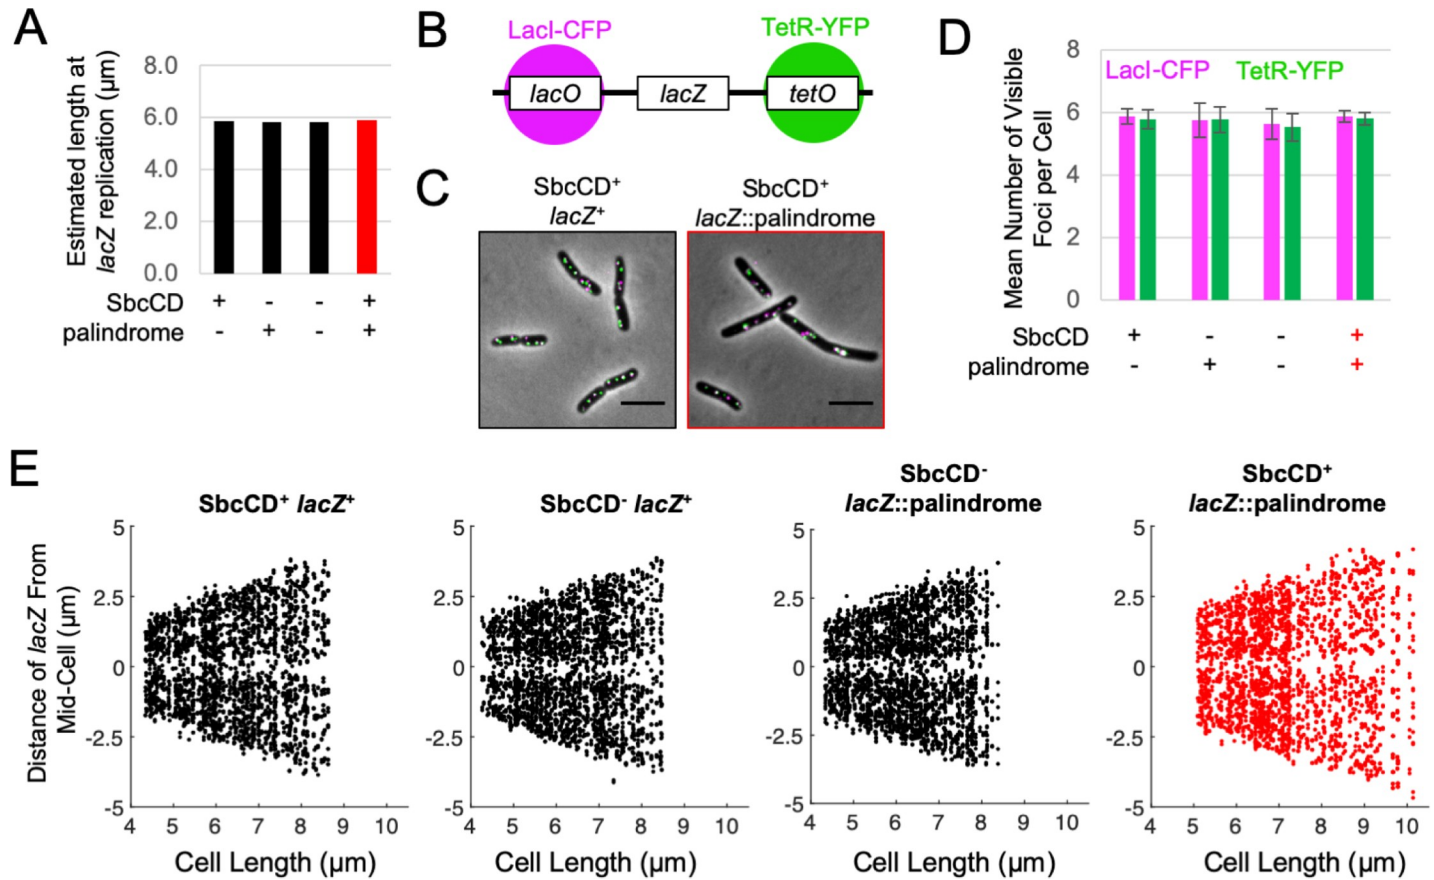 A
Estimated length at
lacZ replication (µm)
8.0
6.0
4.0
2.0
0.0
SbcCD + - - +
palindrome - + - +
B
LacI-CFP TetR-YFP
lacO lacZ tetO
C
SbcCD+
lacZ+
SbcCD+
lacZ::palindrome
D
Mean Number of Visible
Foci per Cell
8
6
4
2
0
LacI-CFP TetR-YFP
SbcCD + - - +
palindrome - + - +
E
Distance of lacZ From
Mid-Cell (µm)
SbcCD+ lacZ+
5
2.5
0
-2.5
-5
4 5 6 7 8 9 10
Cell Length (µm)
SbcCD- lacZ+
5
2.5
0
-2.5
-5
4 5 6 7 8 9 10
Cell Length (µm)
SbcCD-
lacZ::palindrome
5
2.5
0
-2.5
-5
4 5 6 7 8 9 10
Cell Length (µm)
SbcCD+
lacZ::palindrome
5
2.5
0
-2.5
-5
4 5 6 7 8 9 10
Cell Length (µm)